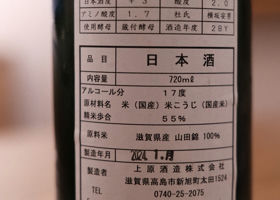 日本酒度 +3 酸度 2.0
アミノ酸度 1.7 杜氏 横坂安男
使用酵母 蔵付酵母 酒造年度 28Y
品目 日本酒
内容量 720mℓ
アルコール分 17度
原材料名 米(国産)米こうじ(国産米)
精米歩合 55%
原料米 滋賀県産 山田錦 100%
製造年月 2024.1.月
製造者 上原酒造株式会社
滋賀県高島市新旭町太田1524
TEL 0740-25-2075